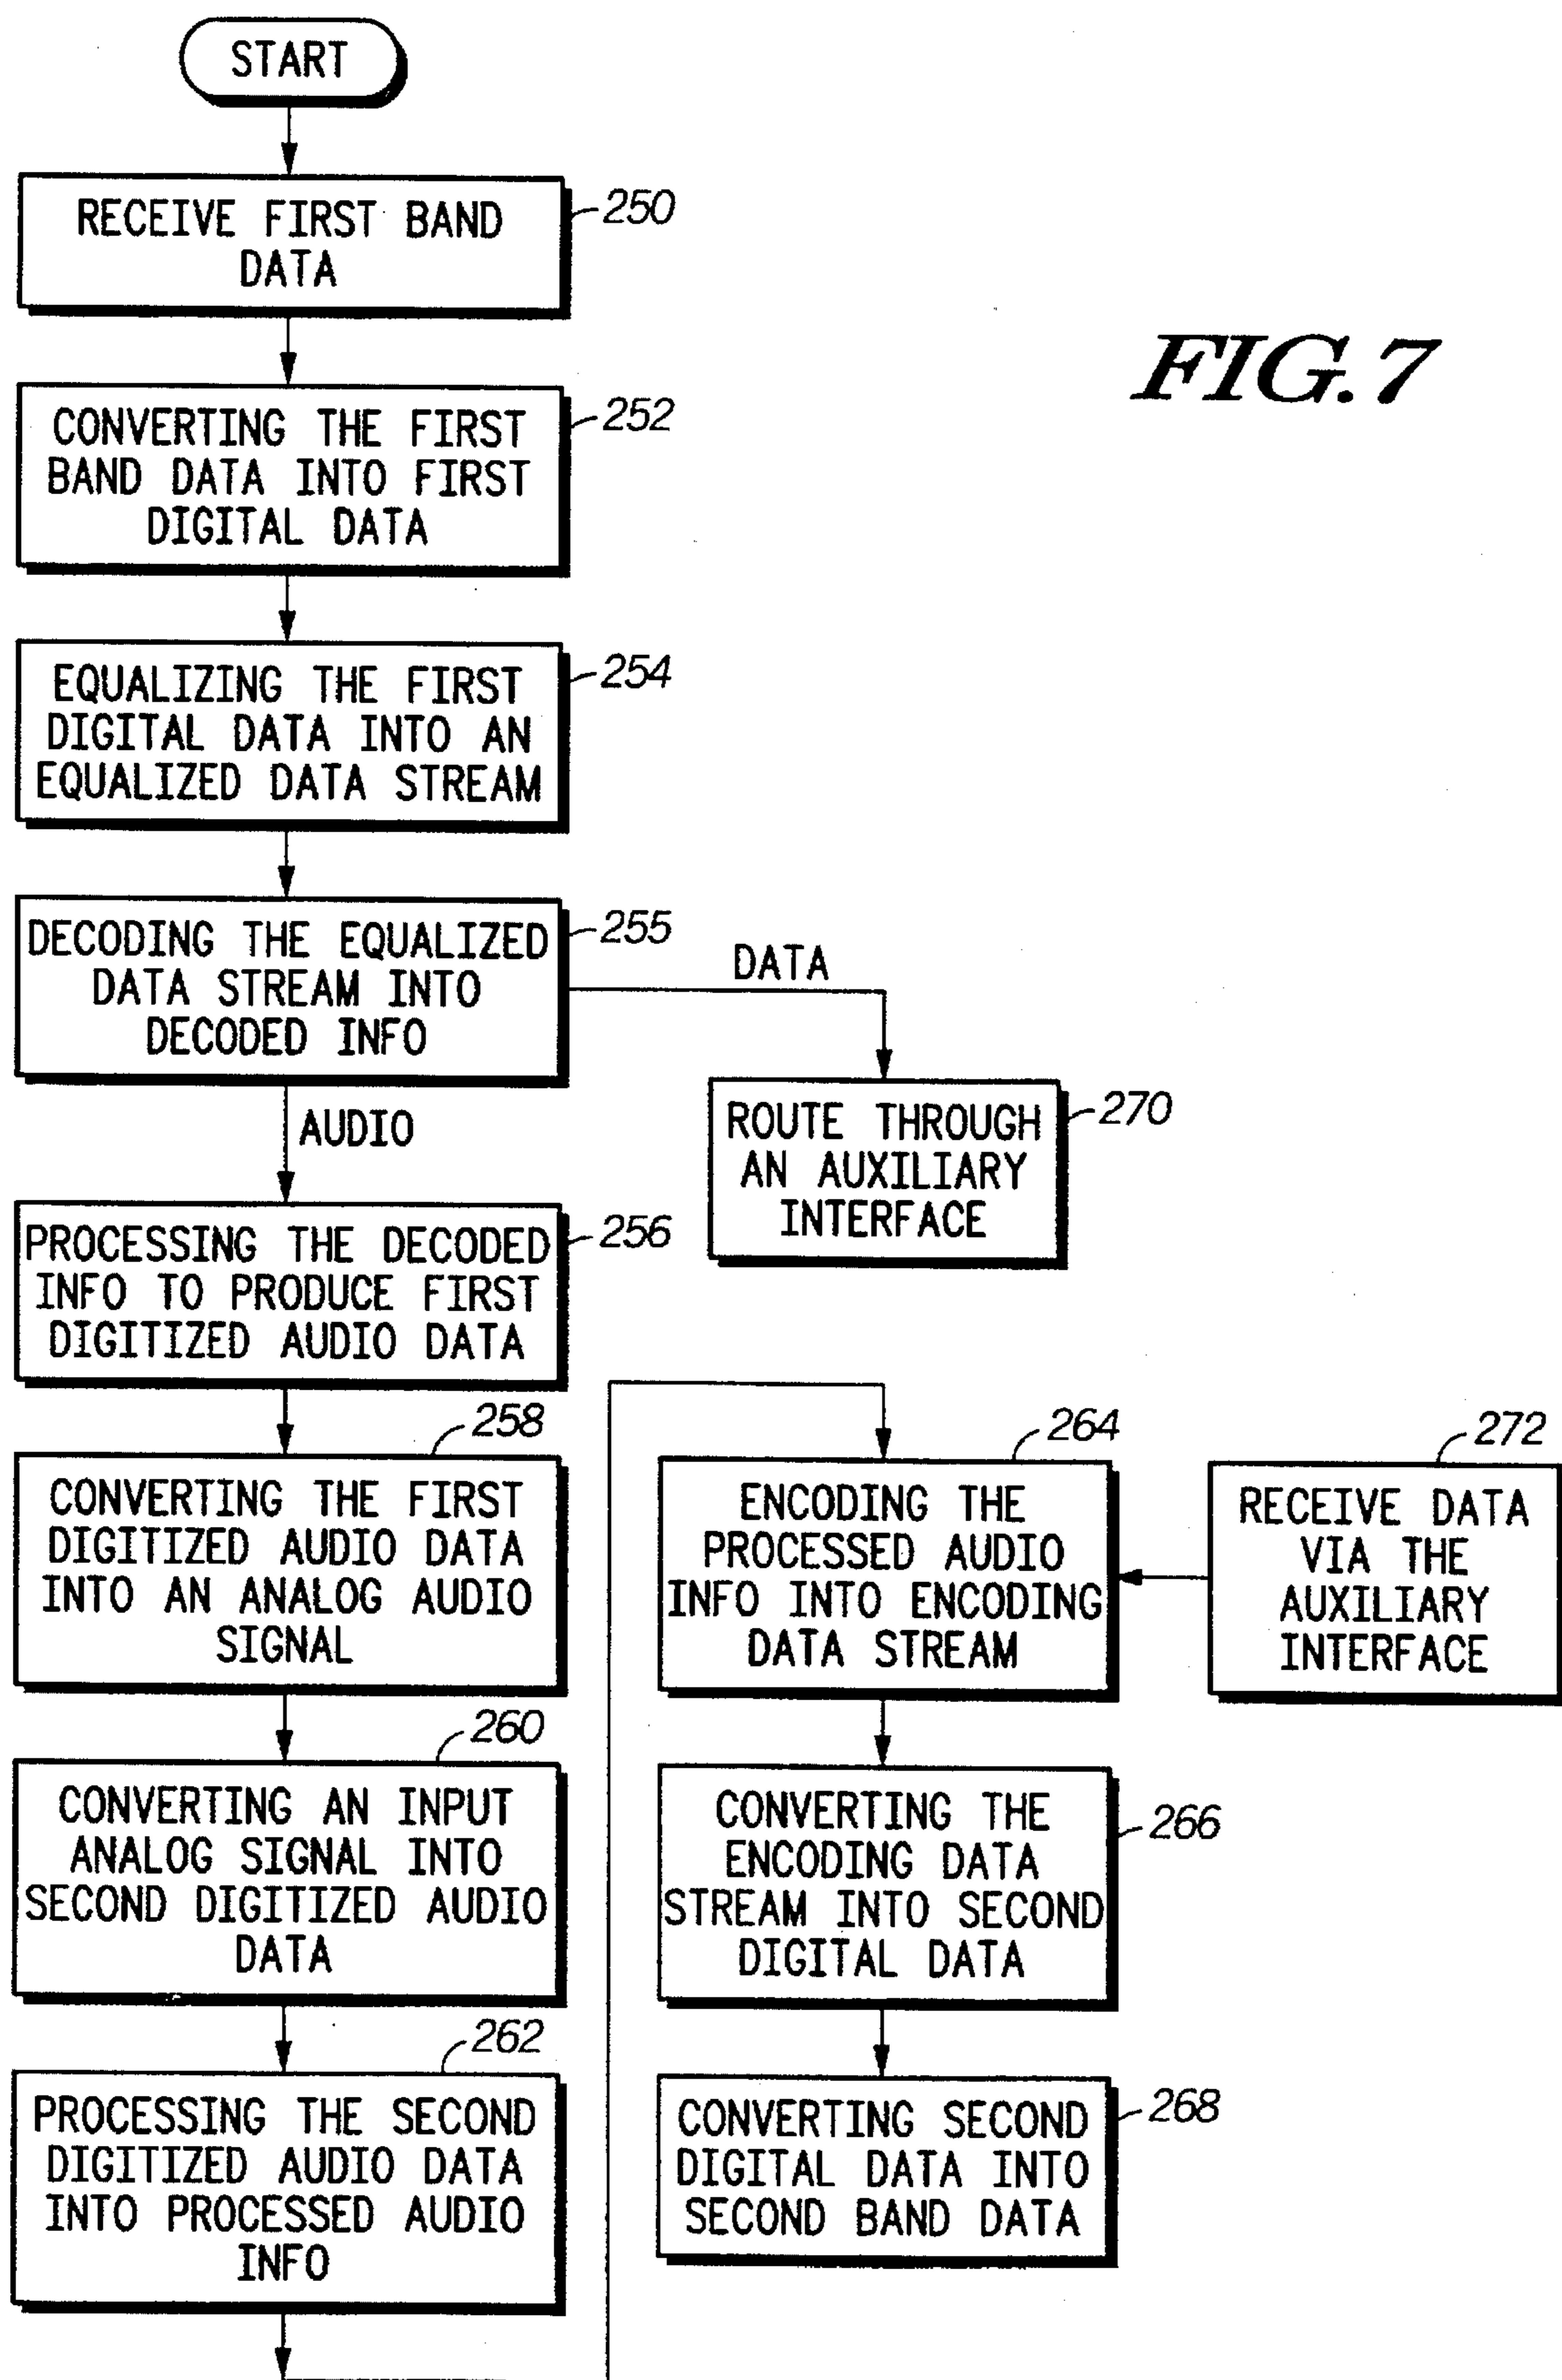 START
RECEIVE FIRST BAND
DATA
250
FIG. 7
CONVERTING THE FIRST
BAND DATA INTO FIRST
DIGITAL DATA
252
EQUALIZING THE FIRST
DIGITAL DATA INTO AN
EQUALIZED DATA STREAM
254
DECODING THE EQUALIZED
DATA STREAM INTO
DECODED INFO
255
DATA
AUDIO
ROUTE THROUGH
AN AUXILIARY
INTERFACE
270
PROCESSING THE DECODED
INFO TO PRODUCE FIRST
DIGITIZED AUDIO DATA
256
258
CONVERTING THE FIRST
DIGITIZED AUDIO DATA
INTO AN ANALOG AUDIO
SIGNAL
260
CONVERTING AN INPUT
ANALOG SIGNAL INTO
SECOND DIGITIZED AUDIO
DATA
262
PROCESSING THE SECOND
DIGITIZED AUDIO DATA
INTO PROCESSED AUDIO
INFO
264
ENCODING THE
PROCESSED AUDIO
INFO INTO ENCODING
DATA STREAM
272
RECEIVE DATA
VIA THE
AUXILIARY
INTERFACE
CONVERTING THE
ENCODING DATA
STREAM INTO SECOND
DIGITAL DATA
266
CONVERTING SECOND
DIGITAL DATA INTO
SECOND BAND DATA
268